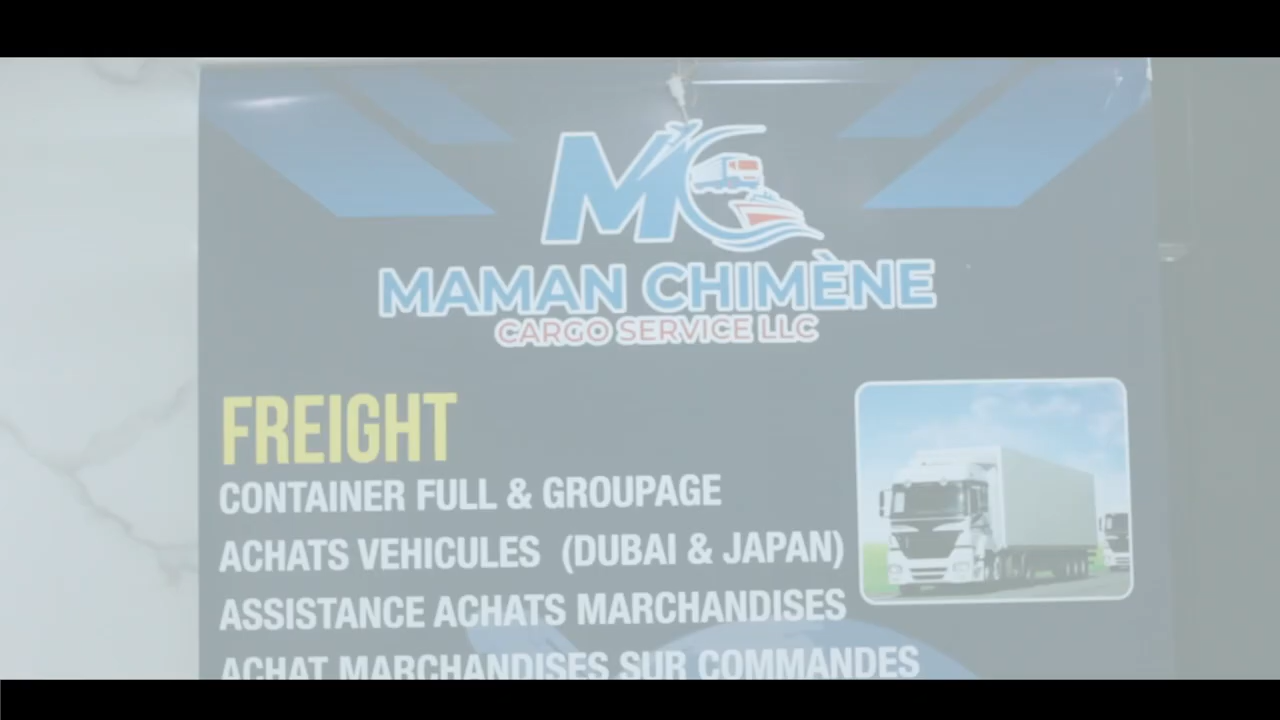 MC
MAMAN CHIMÈNE
CARGO SERVICE LLC
FREIGHT
CONTAINER FULL & GROUPAGE
ACHATS VEHICULES (DUBAI & JAPAN)
ASSISTANCE ACHATS MARCHANDISES
ACHAT MARCHANDISES SUR COMMANDES